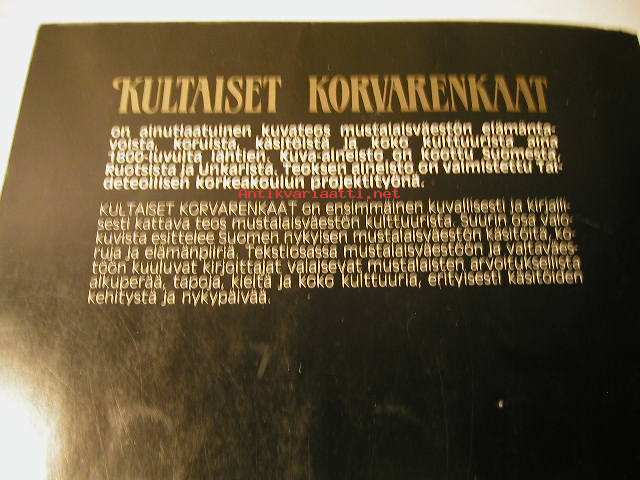 KULTAISET KORVARENKAAT
on ainutlaatuinen kuvateos mustalaisväestön elämänta-
voista, koruista, käsitöistä ja koko kulttuurista aina
1800-luvulta lähtien. Kuva-aineisto on koottu Suomesta,
Ruotsista ja Unkarista. Teoksen aineisto on valmistettu Tai-
deteollisen korkeakoulun projektityönä.
Antikvariaatti.net
KULTAISET KORVARENKAAT on ensimmäinen kuvallisesti ja kirjalli-
sesti kattava teos mustalaisväestön kulttuurista. Suurin osa valo-
kuvista esittelee Suomen nykyisen mustalaisväestön käsitöitä, ko-
ruja ja elämänpiiriä. Tekstiosassa mustalaisväestöön ja valtaväes-
töön kuuluvat kirjoittajat valaisevat mustalaisten arvoituksellista
alkuperää, tapoja, kieltä ja koko kulttuuria, erityisesti käsitöiden
kehitystä ja nykypäivää.